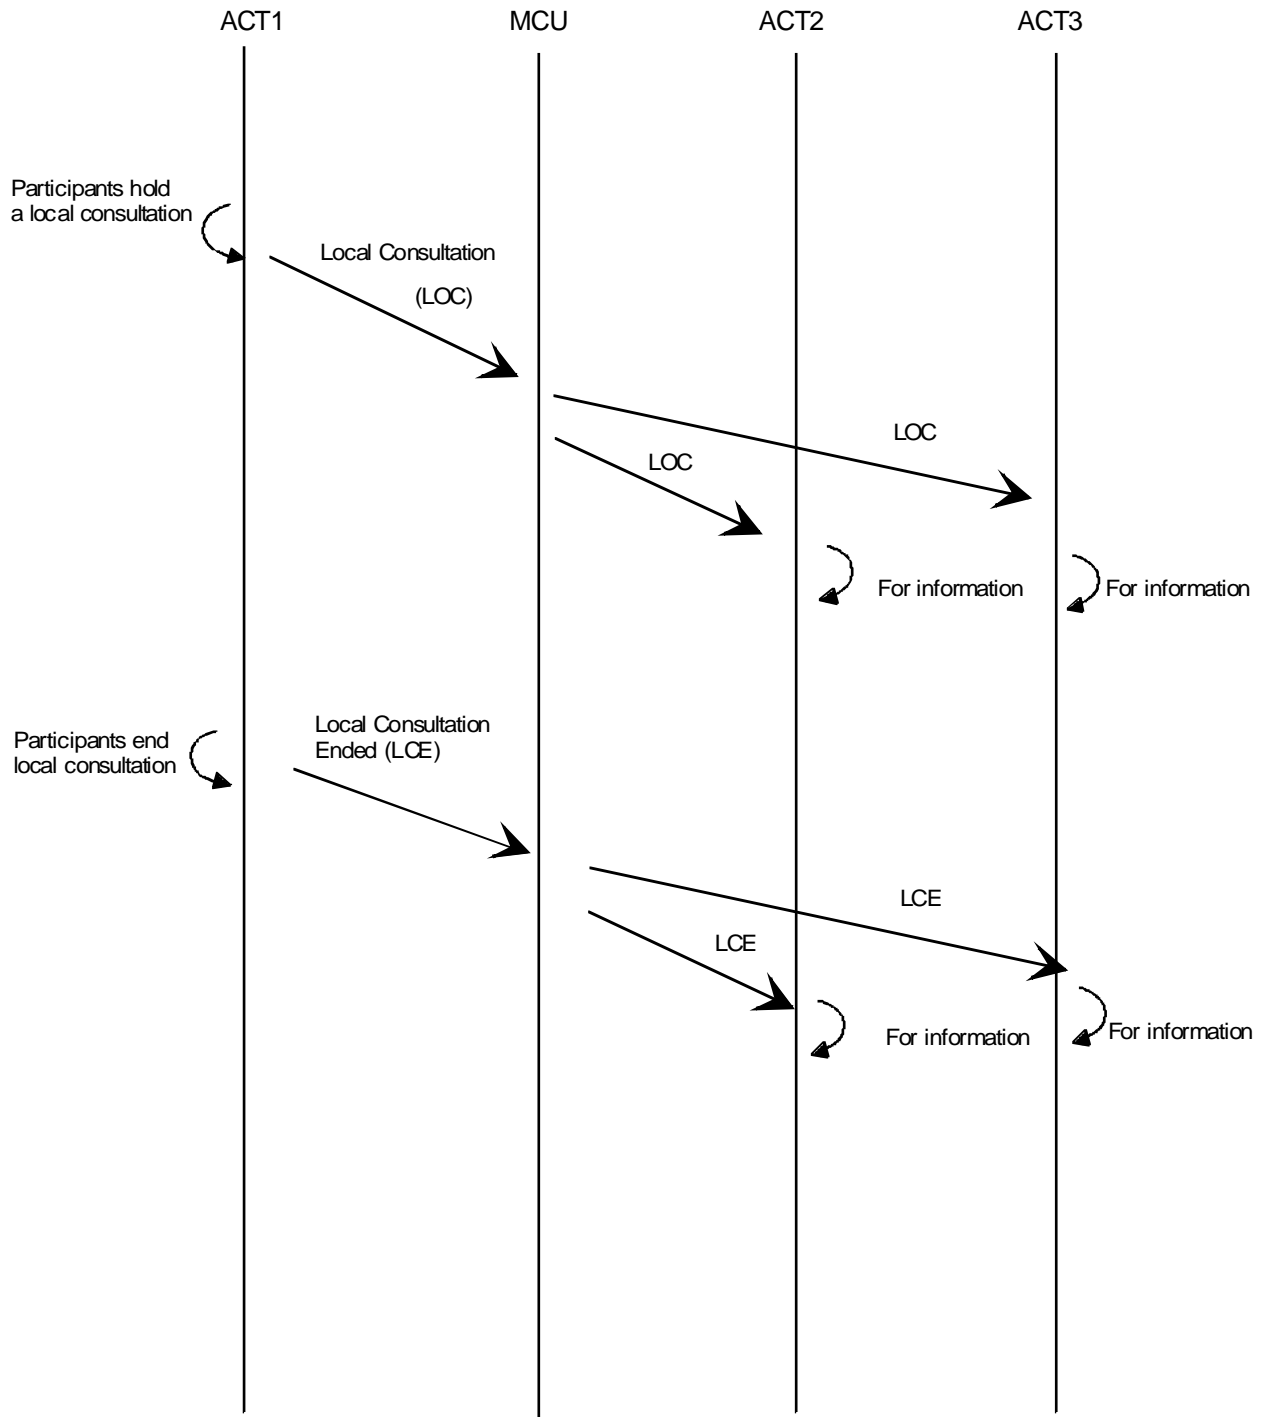 ACT1 MCU ACT2 ACT3
Participants hold
a local consultation
Local Consultation
(LOC)
LOC
LOC
For information For information
Local Consultation
Ended (LCE)
Participants end
local consultation
LCE
LCE
For information For information